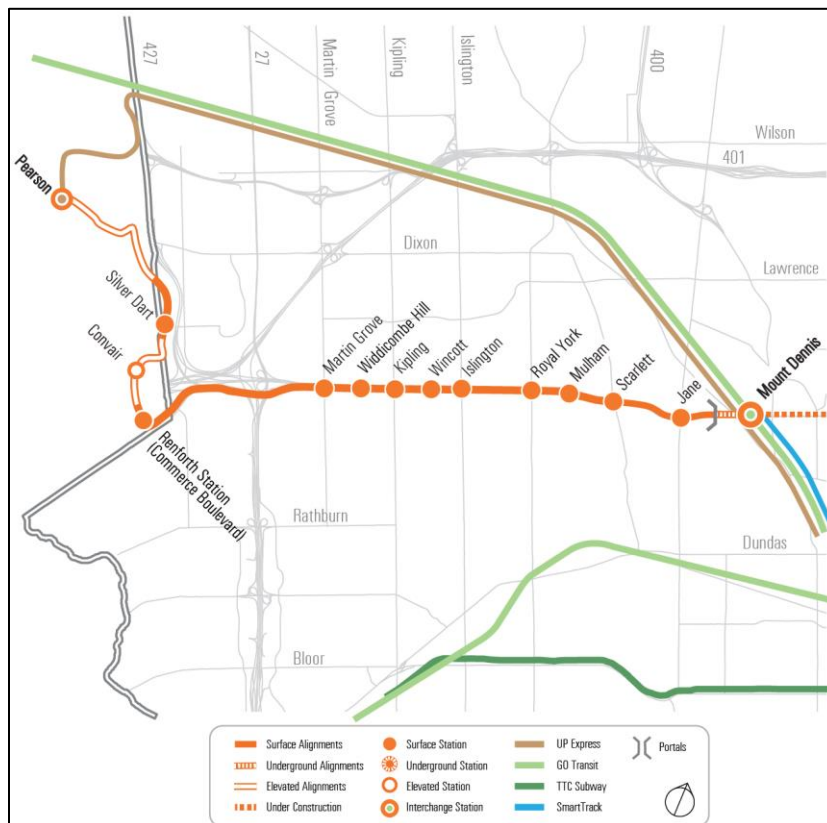 427
27
Martin Grove
Kipling
Islington
400
Wilson
401
Pearson
Dixon
Lawrence
Silver Dart
Convair
Martin Grove
Widdicombe Hill
Kipling
Wincott
Islington
Royal York
Mulham
Scarlett
Jane
Mount Dennis
Renforth Station
(Commerce Boulevard)
Rathburn
Dundas
Bloor
Surface Alignments
Underground Alignments
Elevated Alignments
Under Construction
Surface Station
Underground Station
Elevated Station
Interchange Station
UP Express
GO Transit
TTC Subway
SmartTrack
Portals